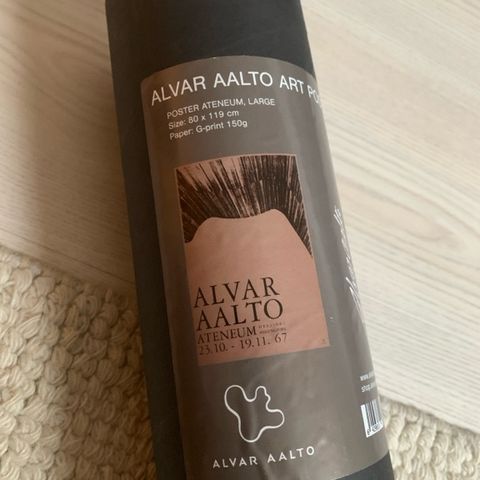 ALVAR AALTO ART
POSTER ATENEUM, LARGE
Size: 80 x 119 cm
Paper: G-print 150g
ALVAR
AALTO
ATENEUM
23.10. - 19.11. 67
ALVAR AALTO